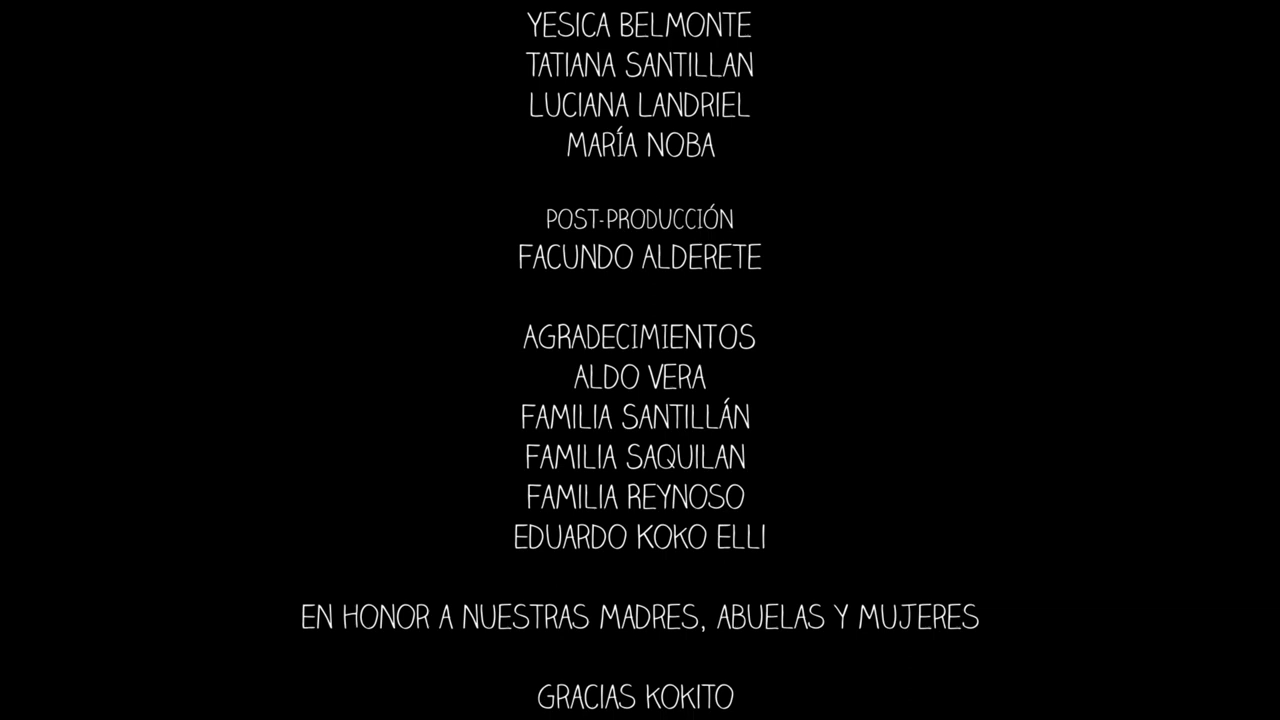 YESICA BELMONTE
TATIANA SANTILLAN
LUCIANA LANDRIEL
MARÍA NOBA
POST-PRODUCCIÓN
FACUNDO ALDERETE
AGRADECIMIENTOS
ALDO VERA
FAMILIA SANTILLÁN
FAMILIA SAQUILAN
FAMILIA REYNOSO
EDUARDO KOKO ELLI
EN HONOR A NUESTRAS MADRES, ABUELAS Y MUJERES
GRACIAS KOKITO